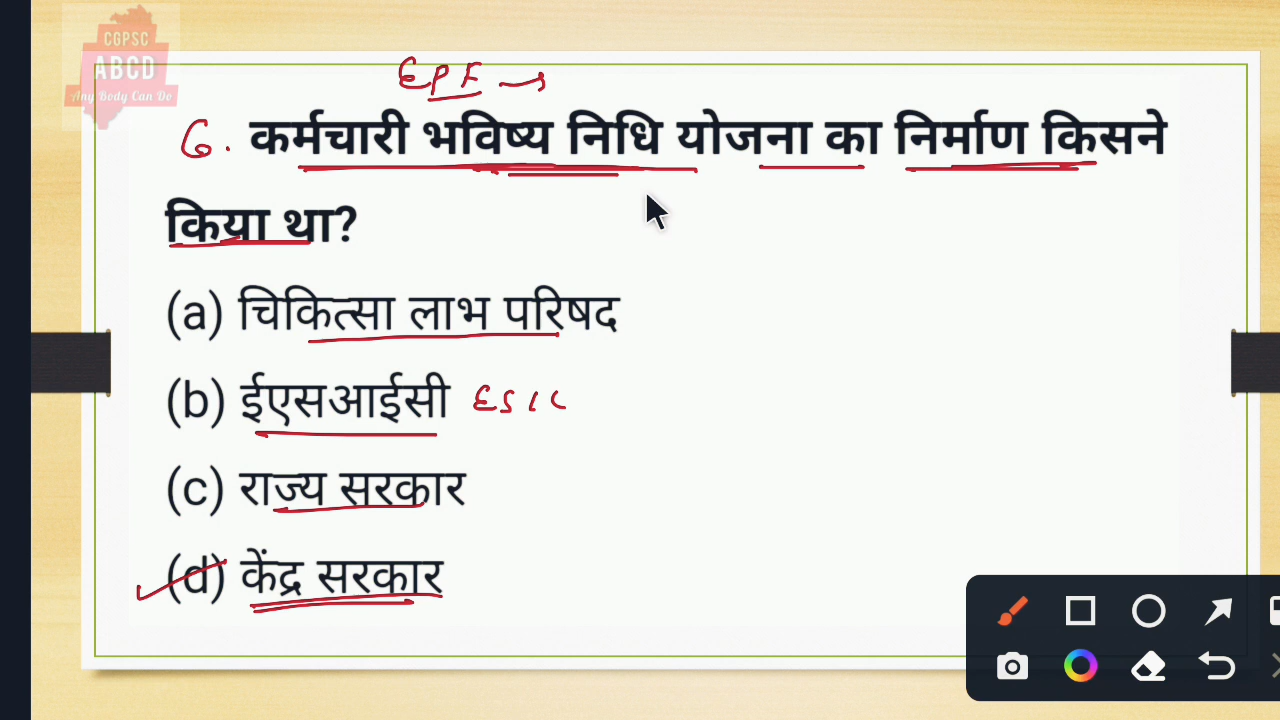 CGPSC
ABCD
Any Body Can Do
EPF
6. कर्मचारी भविष्य निधि योजना का निर्माण किसने
किया था?
(a) चिकित्सा लाभ परिषद
(b) ईएसआईसी ESIC
(c) राज्य सरकार
(d) केंद्र सरकार